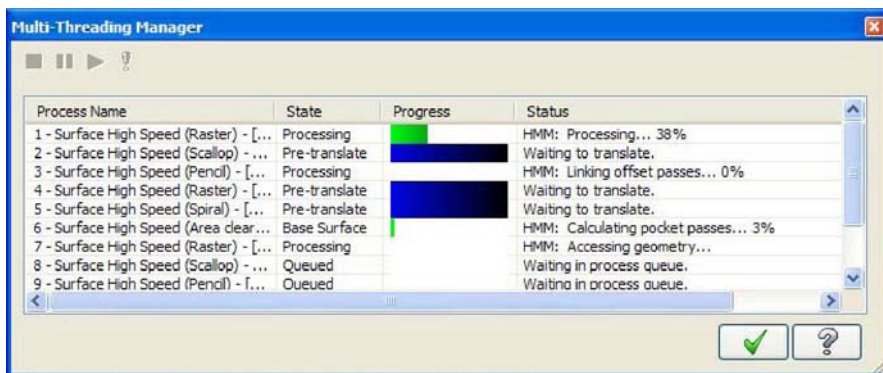 Multi-Threading Manager
Process Name State Progress Status
1 - Surface High Speed (Raster) - [... Processing HMM: Processing... 38%
2 - Surface High Speed (Scallop) - ... Pre-translate Waiting to translate.
3 - Surface High Speed (Pencil) - [... Processing HMM: Linking offset passes... 0%
4 - Surface High Speed (Raster) - [... Pre-translate Waiting to translate.
5 - Surface High Speed (Spiral) - [... Pre-translate Waiting to translate.
6 - Surface High Speed (Area clear... Base Surface HMM: Calculating pocket passes... 3%
7 - Surface High Speed (Raster) - [... Processing HMM: Accessing geometry...
8 - Surface High Speed (Scallop) - ... Queued Waiting in process queue.
9 - Surface High Speed (Pencil) - [... Queued Waiting in process queue.